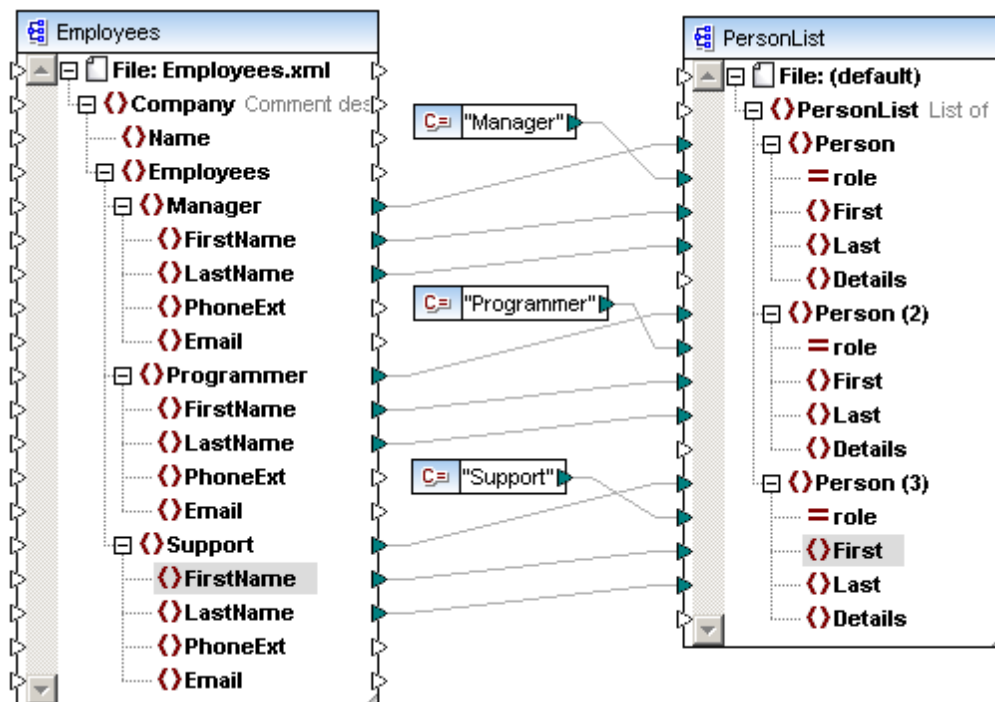 Employees
File: Employees.xml
Company Comment des
Name
Employees
Manager
FirstName
LastName
PhoneExt
Email
Programmer
FirstName
LastName
PhoneExt
Email
Support
FirstName
LastName
PhoneExt
Email
C= "Manager"
C= "Programmer"
C= "Support"
PersonList
File: (default)
PersonList List of
Person
role
First
Last
Details
Person (2)
role
First
Last
Details
Person (3)
role
First
Last
Details